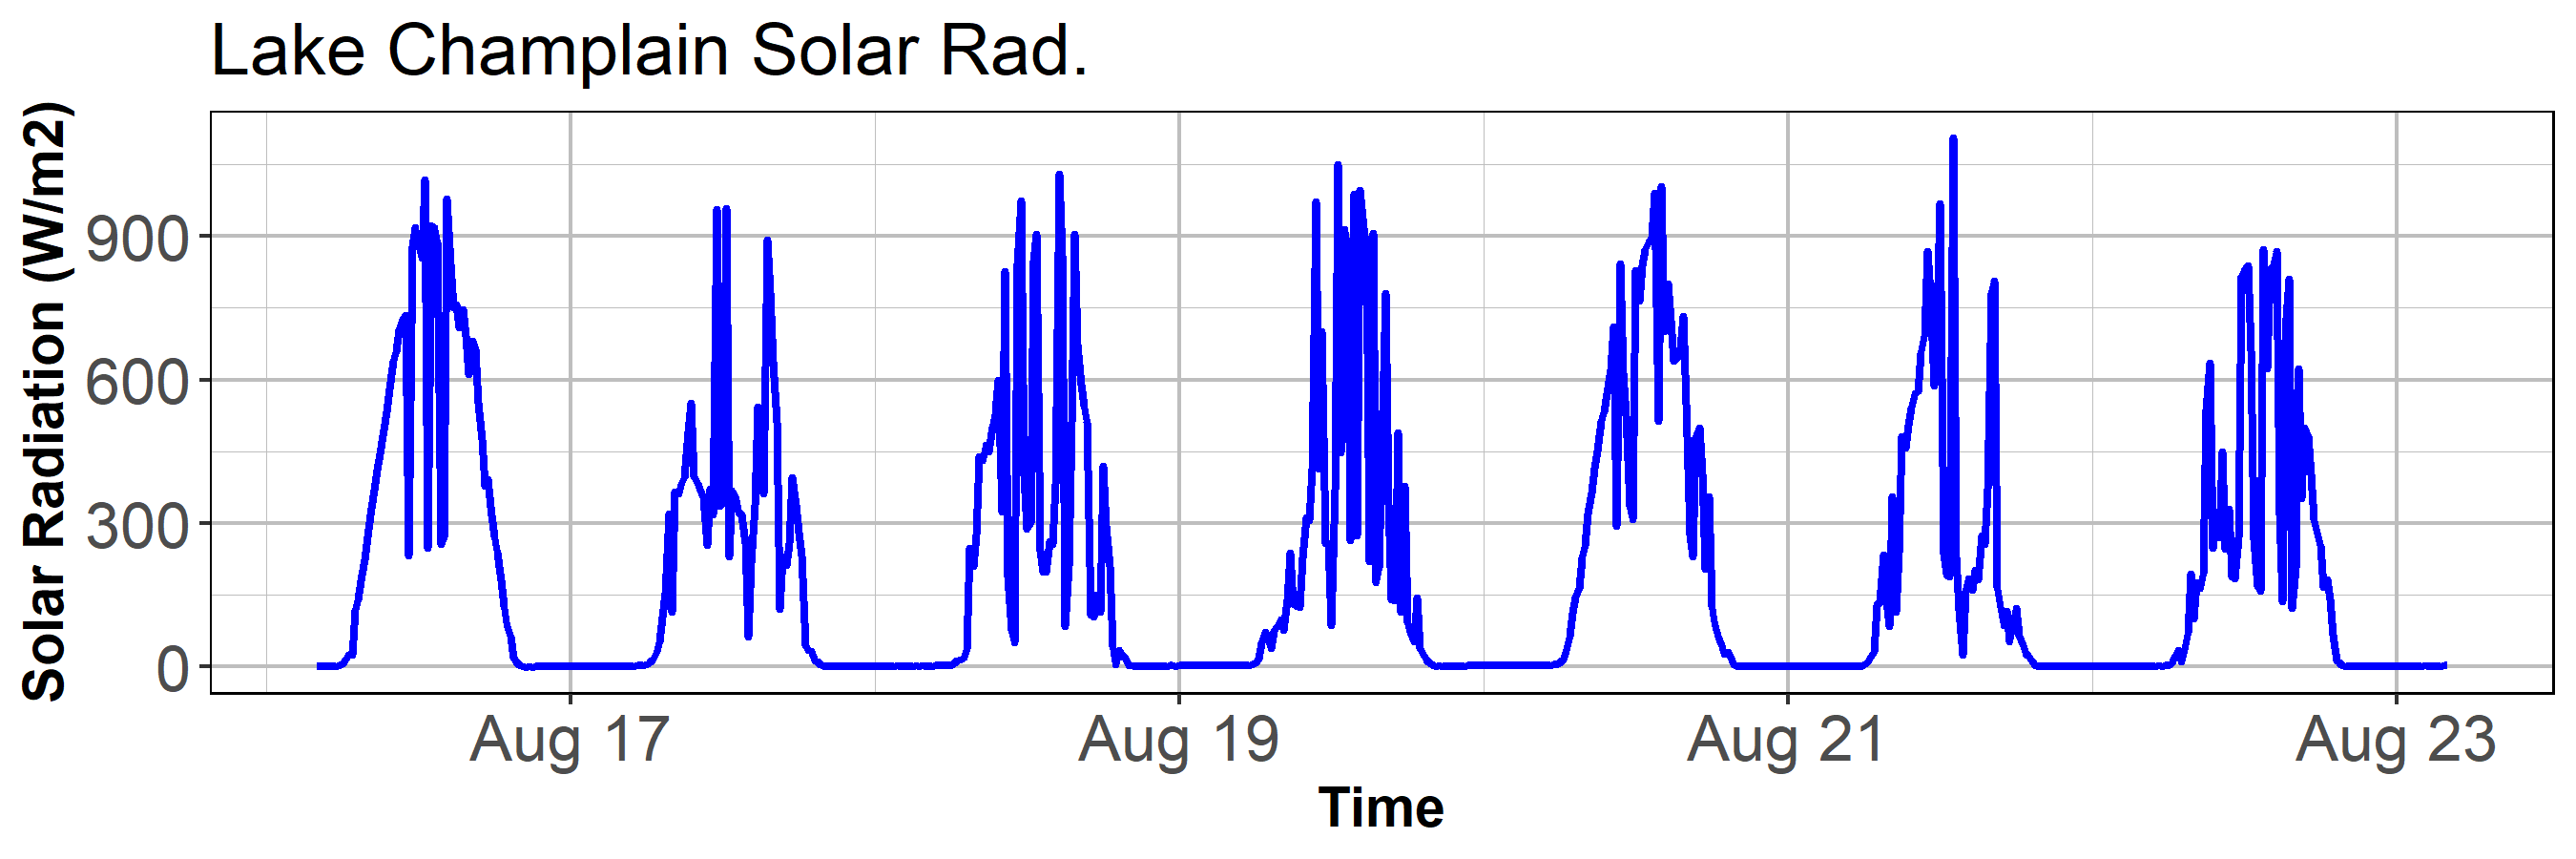 Lake Champlain Solar Rad.
Solar Radiation (W/m2)
900
600
300
0
Aug 17 Aug 19 Aug 21 Aug 23
Time